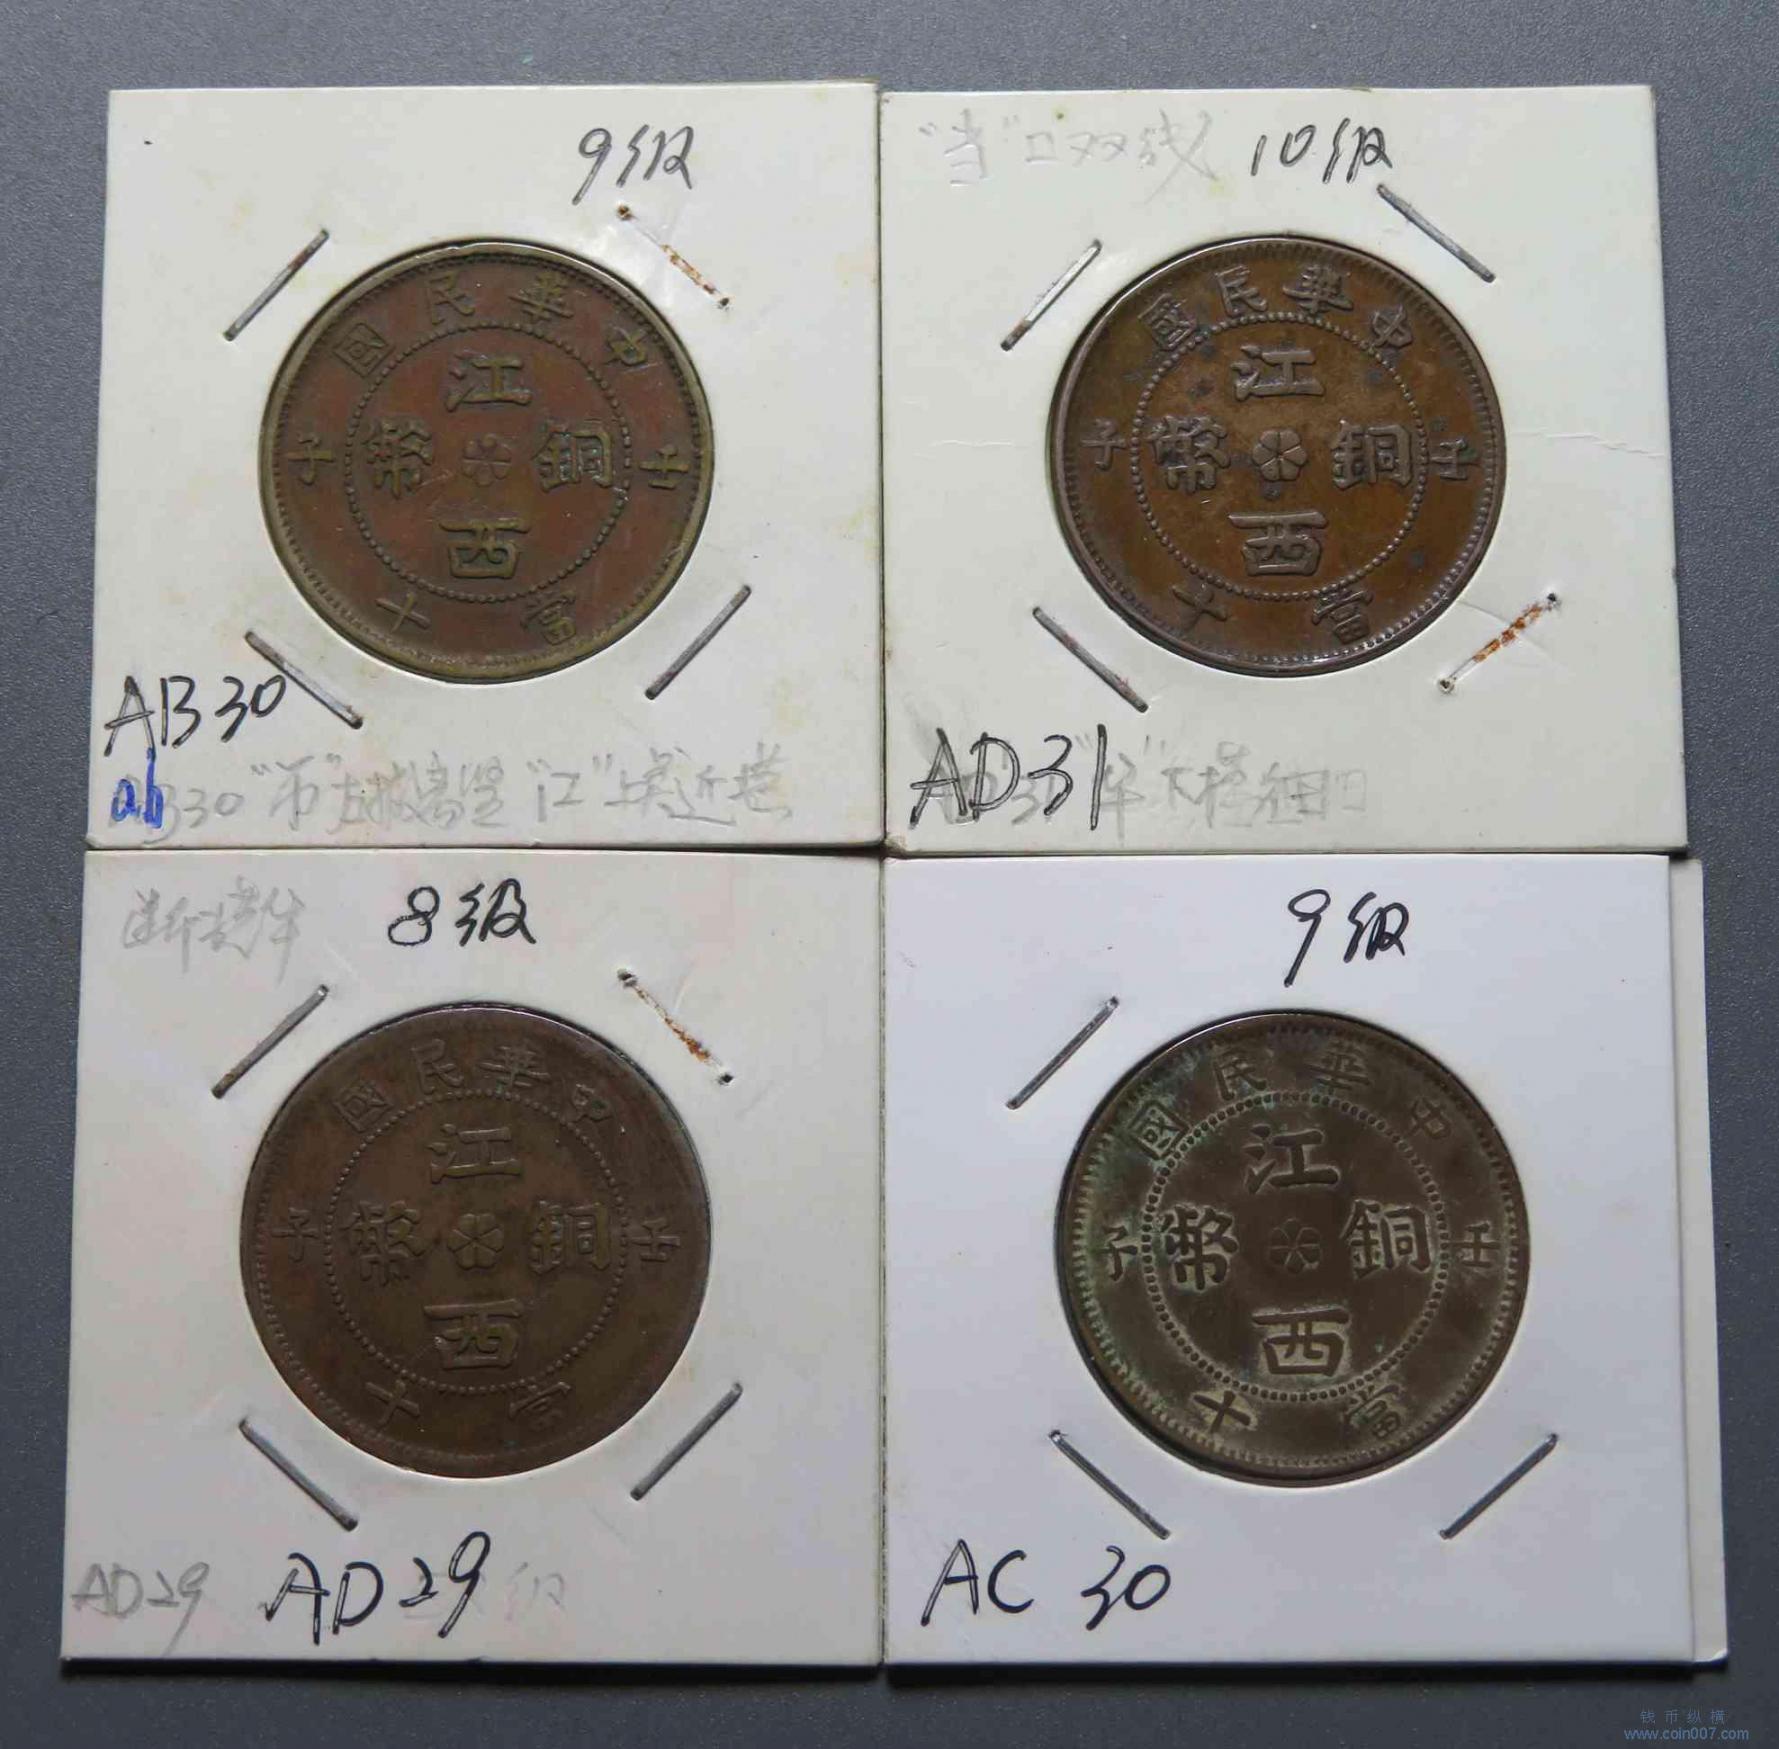 9级
中華民國
壬子
江西
銅幣
當十
AB30
ab
"当"口双线 10级
中華民國
壬子
江西
銅幣
當十
AD31
8级
中華民國
壬子
江西
銅幣
當十
AD29 AD29
9级
中華民國
壬子
江西
銅幣
當十
AC 30
钱币纵横
www.coin007.com